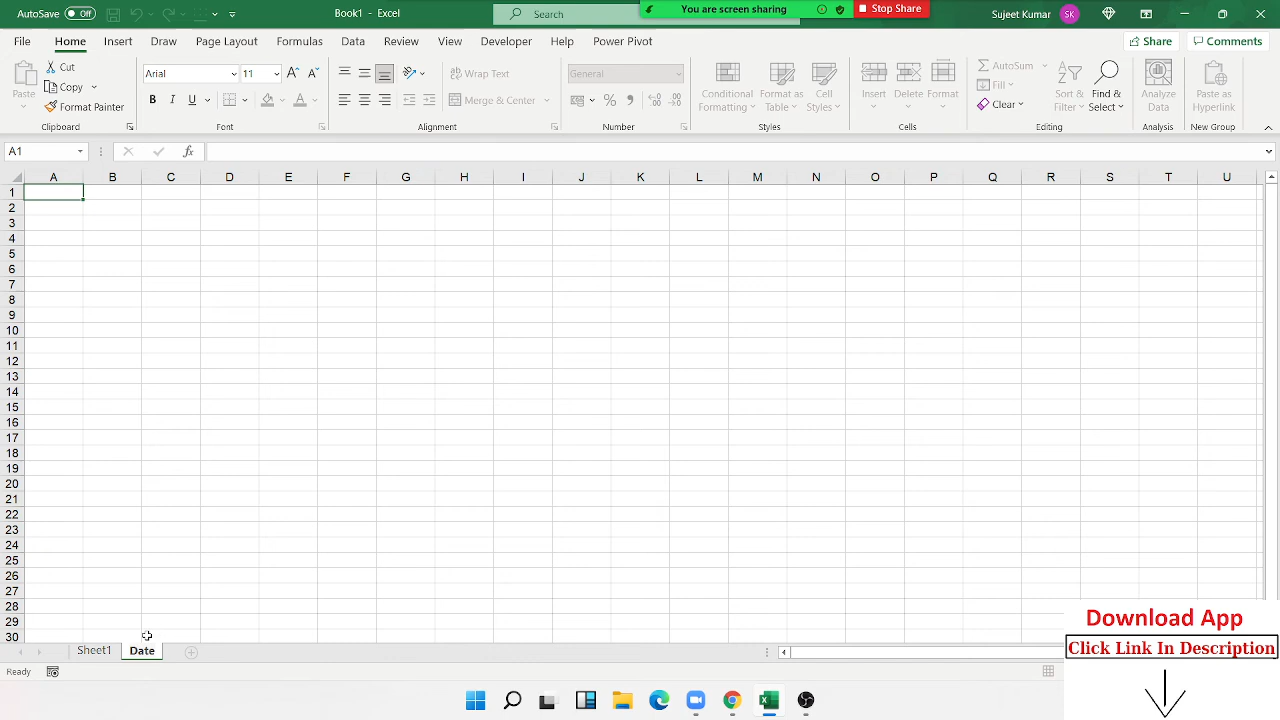 AutoSave Off Book1 - Excel Search You are screen sharing Stop Share Sujeet Kumar SK
File Home Insert Draw Page Layout Formulas Data Review View Developer Help Power Pivot Share Comments
Paste Cut Copy Format Painter
Arial 11 B I U
Wrap Text Merge & Center
General %
Conditional Formatting Format as Table Cell Styles
Insert Delete Format
AutoSum Fill Clear Sort & Filter Find & Select
Analyze Data Paste as Hyperlink
Clipboard Font Alignment Number Styles Cells Editing Analysis New Group
A1 fx
A B C D E F G H I J K L M N O P Q R S T U
1
2
3
4
5
6
7
8
9
10
11
12
13
14
15
16
17
18
19
20
21
22
23
24
25
26
27
28
29
30
Sheet1 Date
Ready
Download App
Click Link In Description